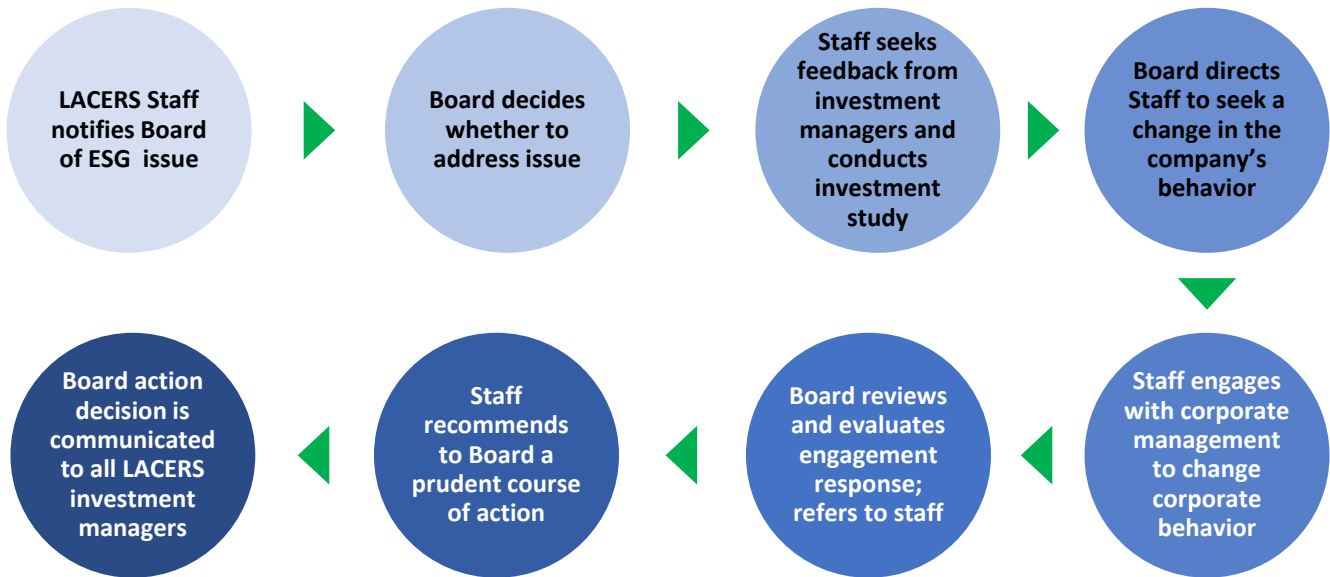 LACERS Staff
notifies Board
of ESG issue
Board decides
whether to
address issue
Staff seeks
feedback from
investment
managers and
conducts
investment
study
Board directs
Staff to seek a
change in the
company’s
behavior
Staff engages
with corporate
management
to change
corporate
behavior
Board reviews
and evaluates
engagement
response;
refers to staff
Staff
recommends
to Board a
prudent course
of action
Board action
decision is
communicated
to all LACERS
investment
managers